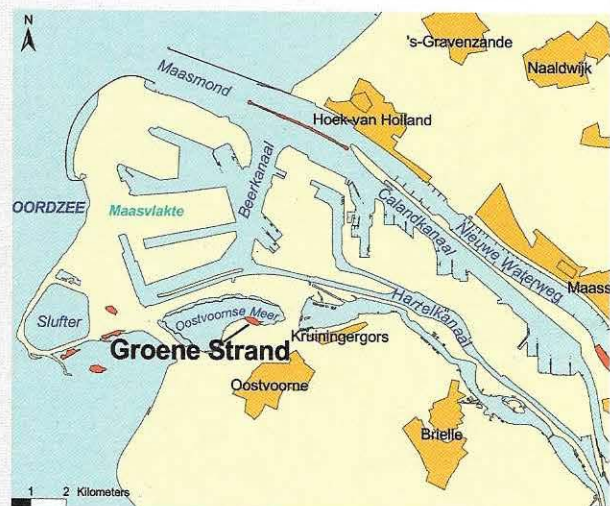 N
's-Gravenzande
Naaldwijk
Maasmond
Hoek van Holland
Beerkanaal
OORDZEE
Maasvlakte
Calandkanaal
Nieuwe Waterweg
Maass
Hartelkanaal
Slufter
Oostvoornse Meer
Kruiningergors
Groene Strand
Oostvoorne
Brielle
1 2 Kilometers